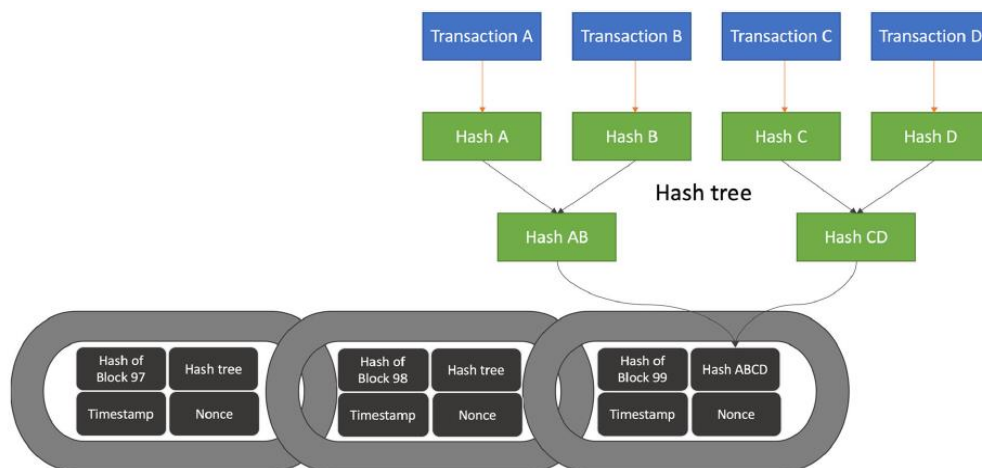 Transaction A
Transaction B
Transaction C
Transaction D
Hash A
Hash B
Hash C
Hash D
Hash tree
Hash AB
Hash CD
Hash of
Block 97
Hash tree
Timestamp
Nonce
Hash of
Block 98
Hash tree
Timestamp
Nonce
Hash of
Block 99
Hash ABCD
Timestamp
Nonce